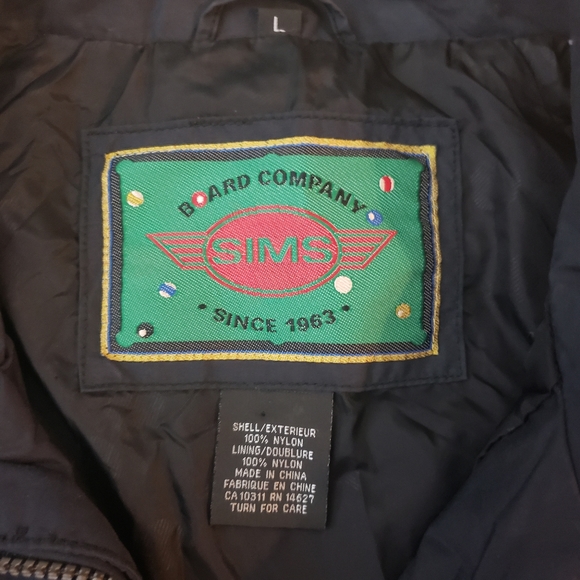 L
BOARD COMPANY
SIMS
• SINCE 1963 •
SHELL/EXTERIEUR
100% NYLON
LINING/DOUBLURE
100% NYLON
MADE IN CHINA
FABRIQUE EN CHINE
CA 10311 RN 14627
TURN FOR CARE